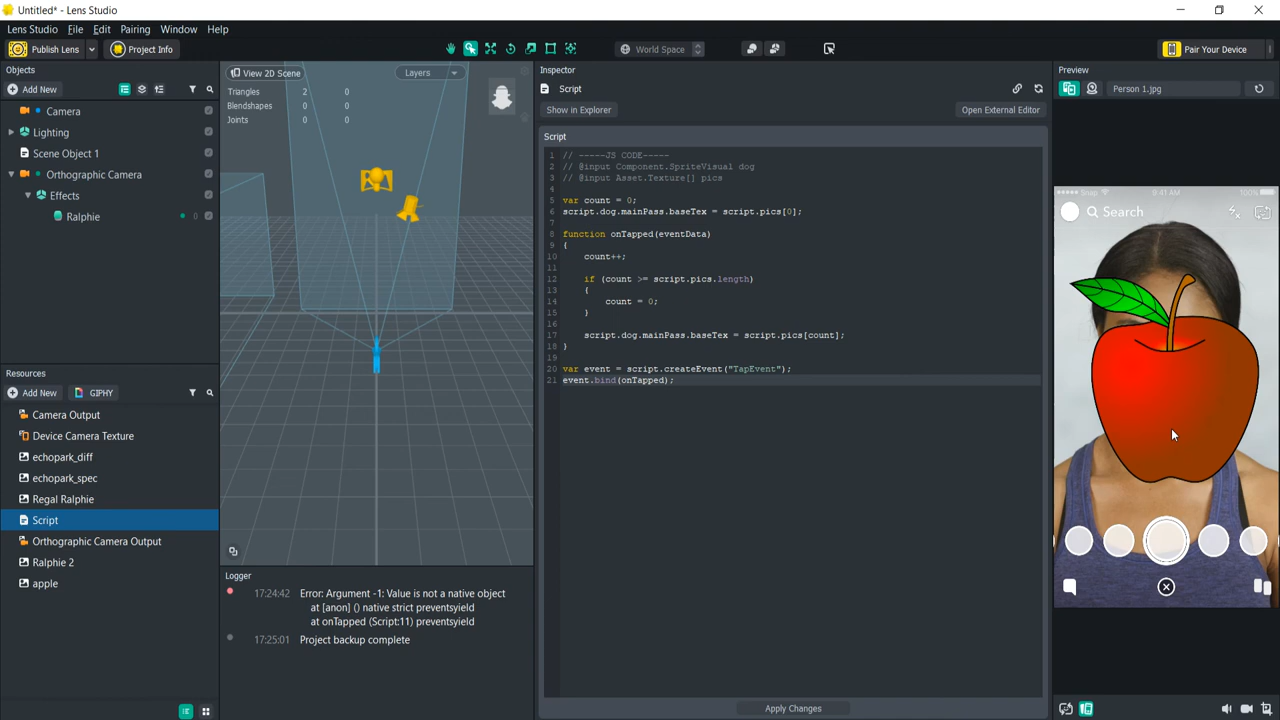 Untitled* - Lens Studio
Lens Studio File Edit Pairing Window Help
Publish Lens Project Info World Space Pair Your Device
Objects
Add New
Camera
Lighting
Scene Object 1
Orthographic Camera
Effects
Ralphie 0
Resources
Add New GIPHY
Camera Output
Device Camera Texture
echopark_diff
echopark_spec
Regal Ralphie
Script
Orthographic Camera Output
Ralphie 2
apple
View 2D Scene Layers
Triangles 2 0
Blendshapes 0 0
Joints 0 0
Logger
17:24:42 Error: Argument -1: Value is not a native object
at [anon] () native strict preventsyield
at onTapped (Script:11) preventsyield
17:25:01 Project backup complete
Inspector
Script
Show in Explorer Open External Editor
Script
1 // -----JS CODE-----
2 // @input Component.SpriteVisual dog
3 // @input Asset.Texture[] pics
4
5 var count = 0;
6 script.dog.mainPass.baseTex = script.pics[0];
7
8 function onTapped(eventData)
9 {
10 count++;
11
12 if (count >= script.pics.length)
13 {
14 count = 0;
15 }
16
17 script.dog.mainPass.baseTex = script.pics[count];
18 }
19
20 var event = script.createEvent("TapEvent");
21 event.bind(onTapped);
Apply Changes
Preview
Person 1.jpg
Snap 9:41 AM 100%
Search